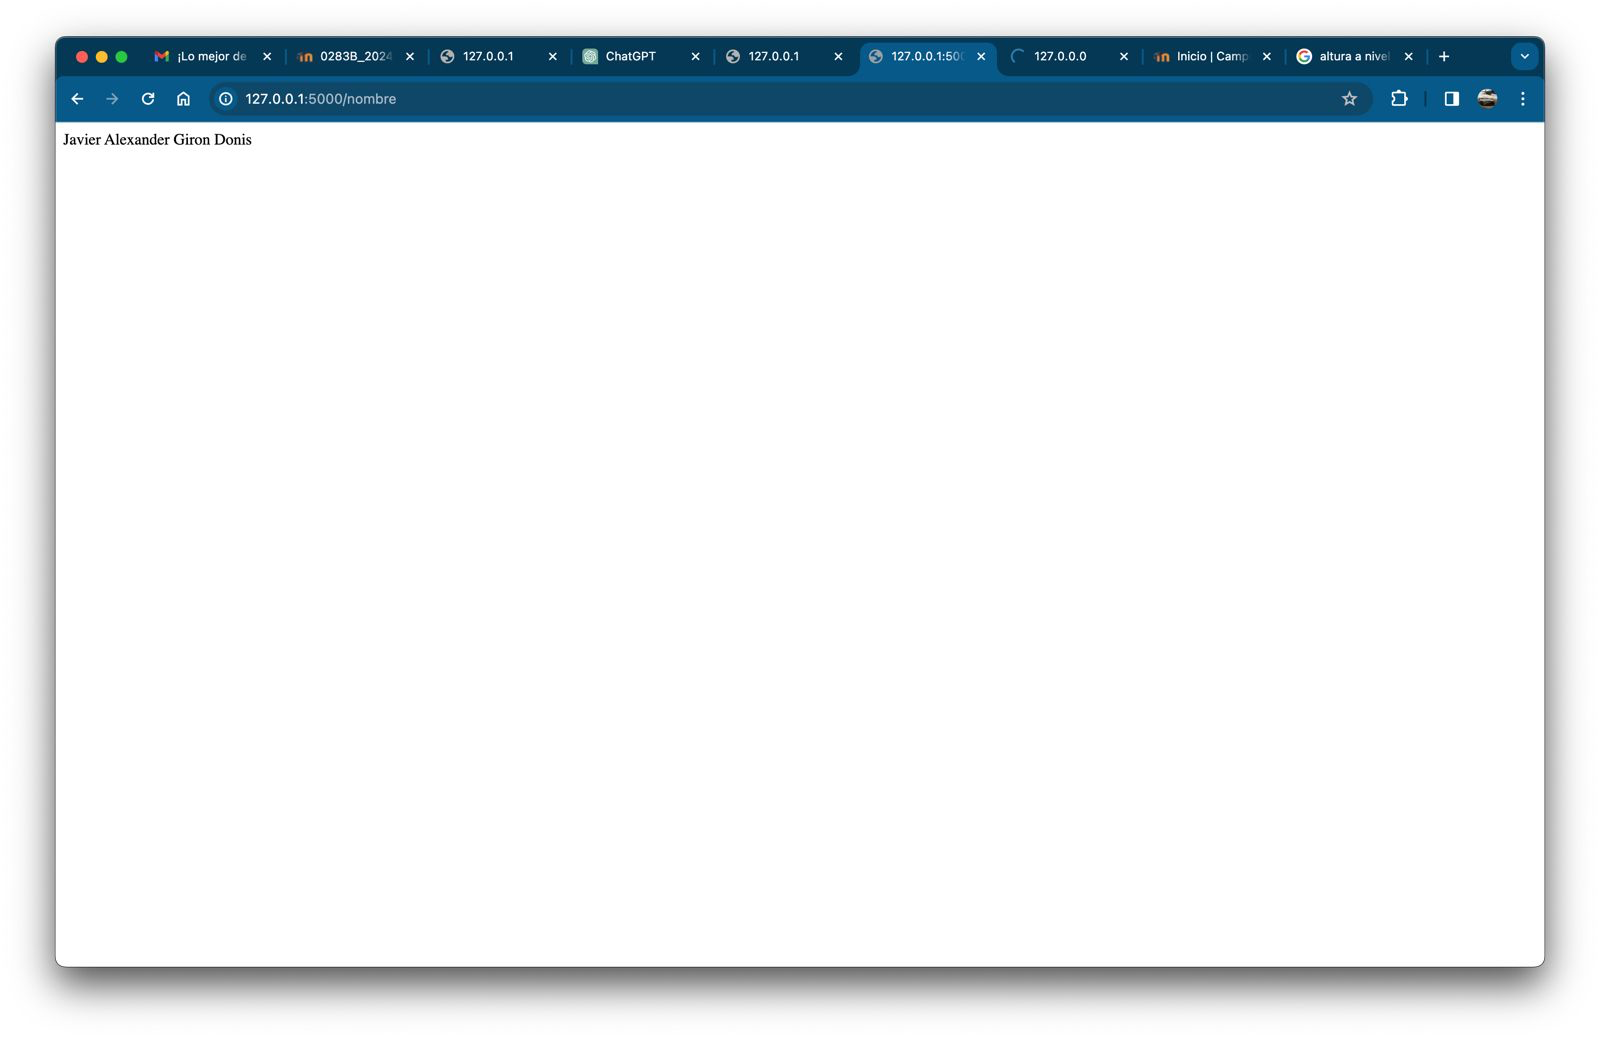 ¡Lo mejor de
0283B_2024
127.0.0.1
ChatGPT
127.0.0.1
127.0.0.1:500
127.0.0.0
Inicio | Camp
altura a nivel
127.0.0.1:5000/nombre
Javier Alexander Giron Donis